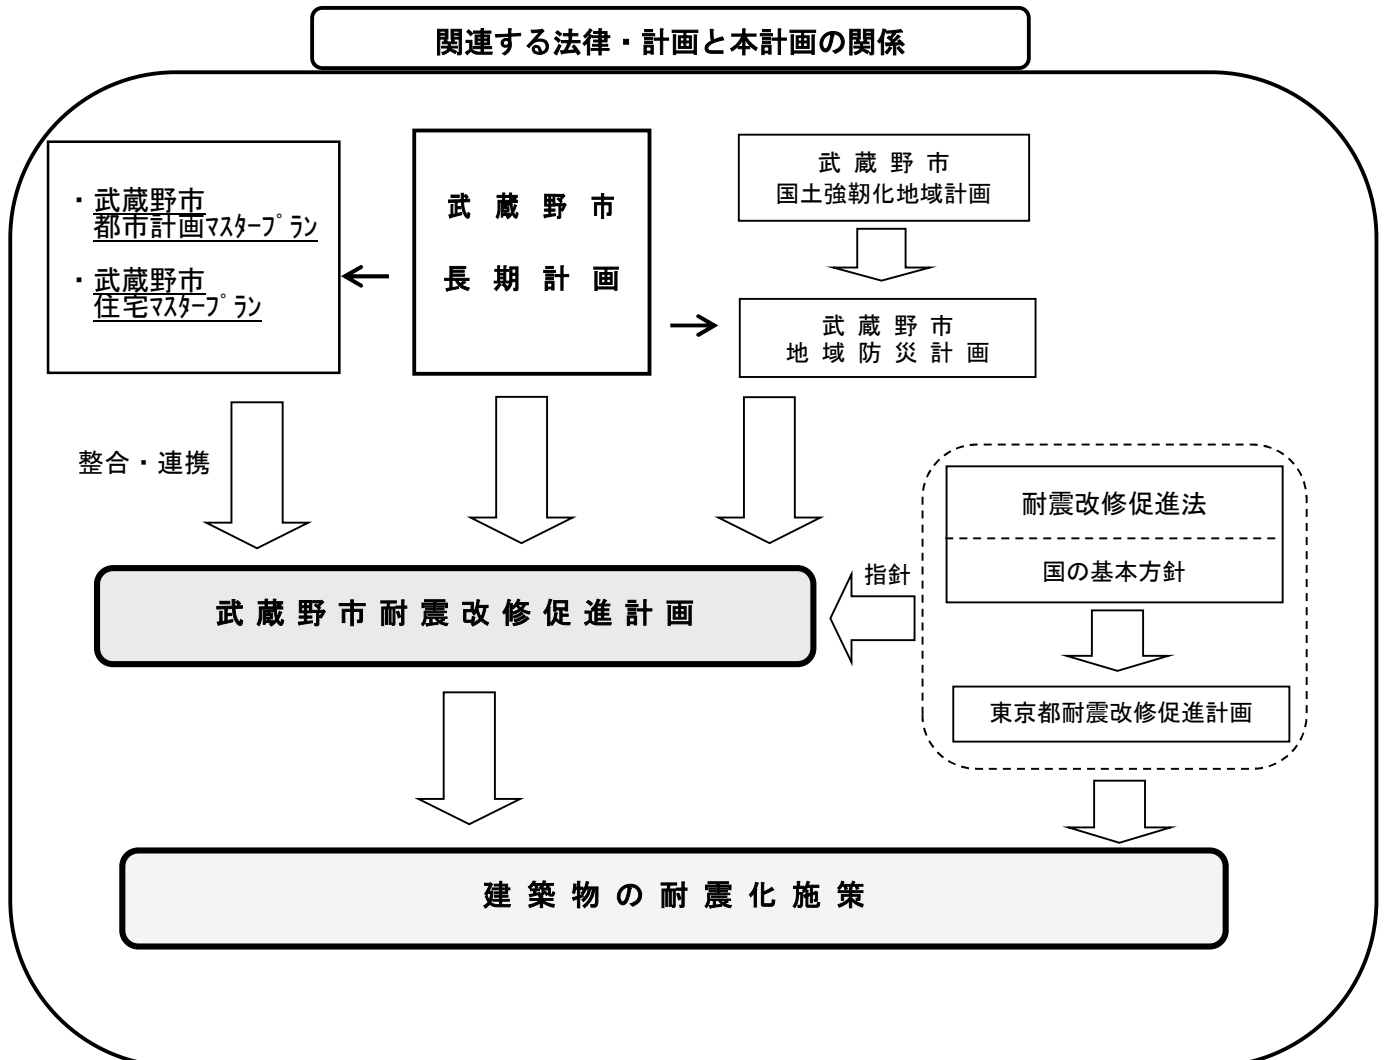 関連する法律・計画と本計画の関係
・武蔵野市
都市計画ﾏｽﾀｰﾌﾟﾗﾝ
・武蔵野市
住宅ﾏｽﾀｰﾌﾟﾗﾝ
武蔵野市
長期計画
武蔵野市
国土強靭化地域計画
武蔵野市
地域防災計画
整合・連携
耐震改修促進法
国の基本方針
指針
武蔵野市耐震改修促進計画
東京都耐震改修促進計画
建築物の耐震化施策